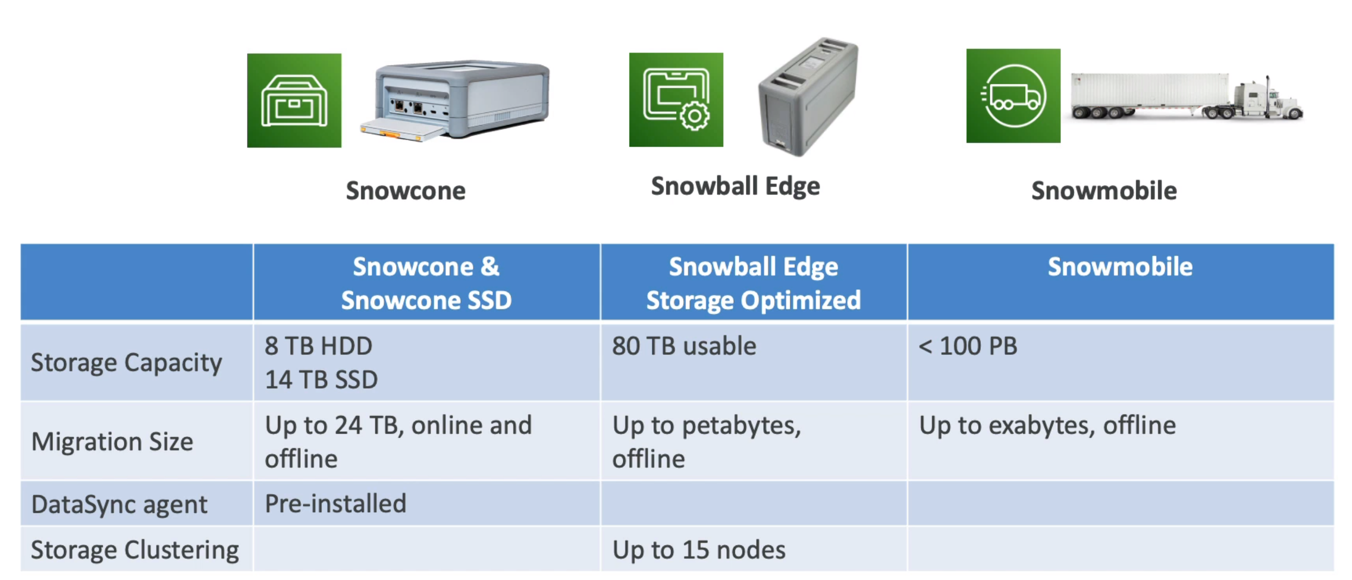 Snowcone
Snowball Edge
Snowmobile
Snowcone &
Snowcone SSD
Snowball Edge
Storage Optimized
Snowmobile
Storage Capacity
8 TB HDD
14 TB SSD
80 TB usable
< 100 PB
Migration Size
Up to 24 TB, online and
offline
Up to petabytes,
offline
Up to exabytes, offline
DataSync agent
Pre-installed
Storage Clustering
Up to 15 nodes